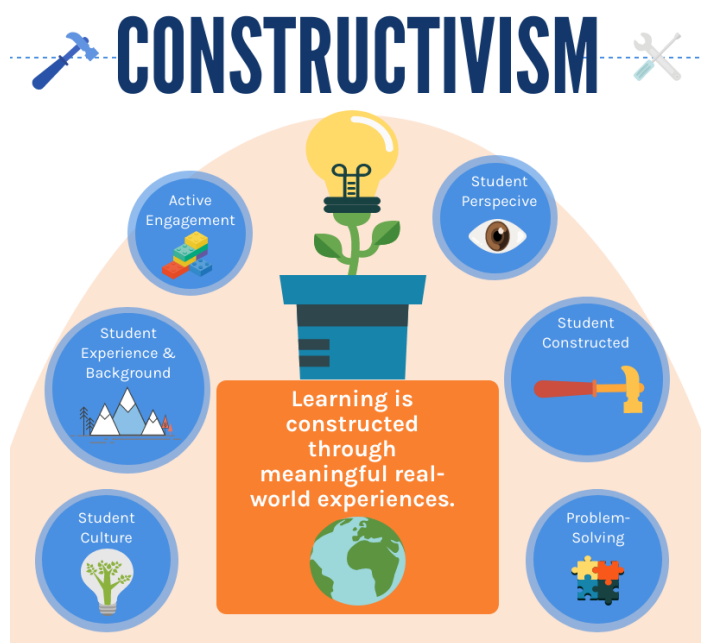 CONSTRUCTIVISM
Active
Engagement
Student
Perspecive
Student
Experience &
Background
Student
Constructed
Learning is
constructed
through
meaningful real-
world experiences.
Student
Culture
Problem-
Solving